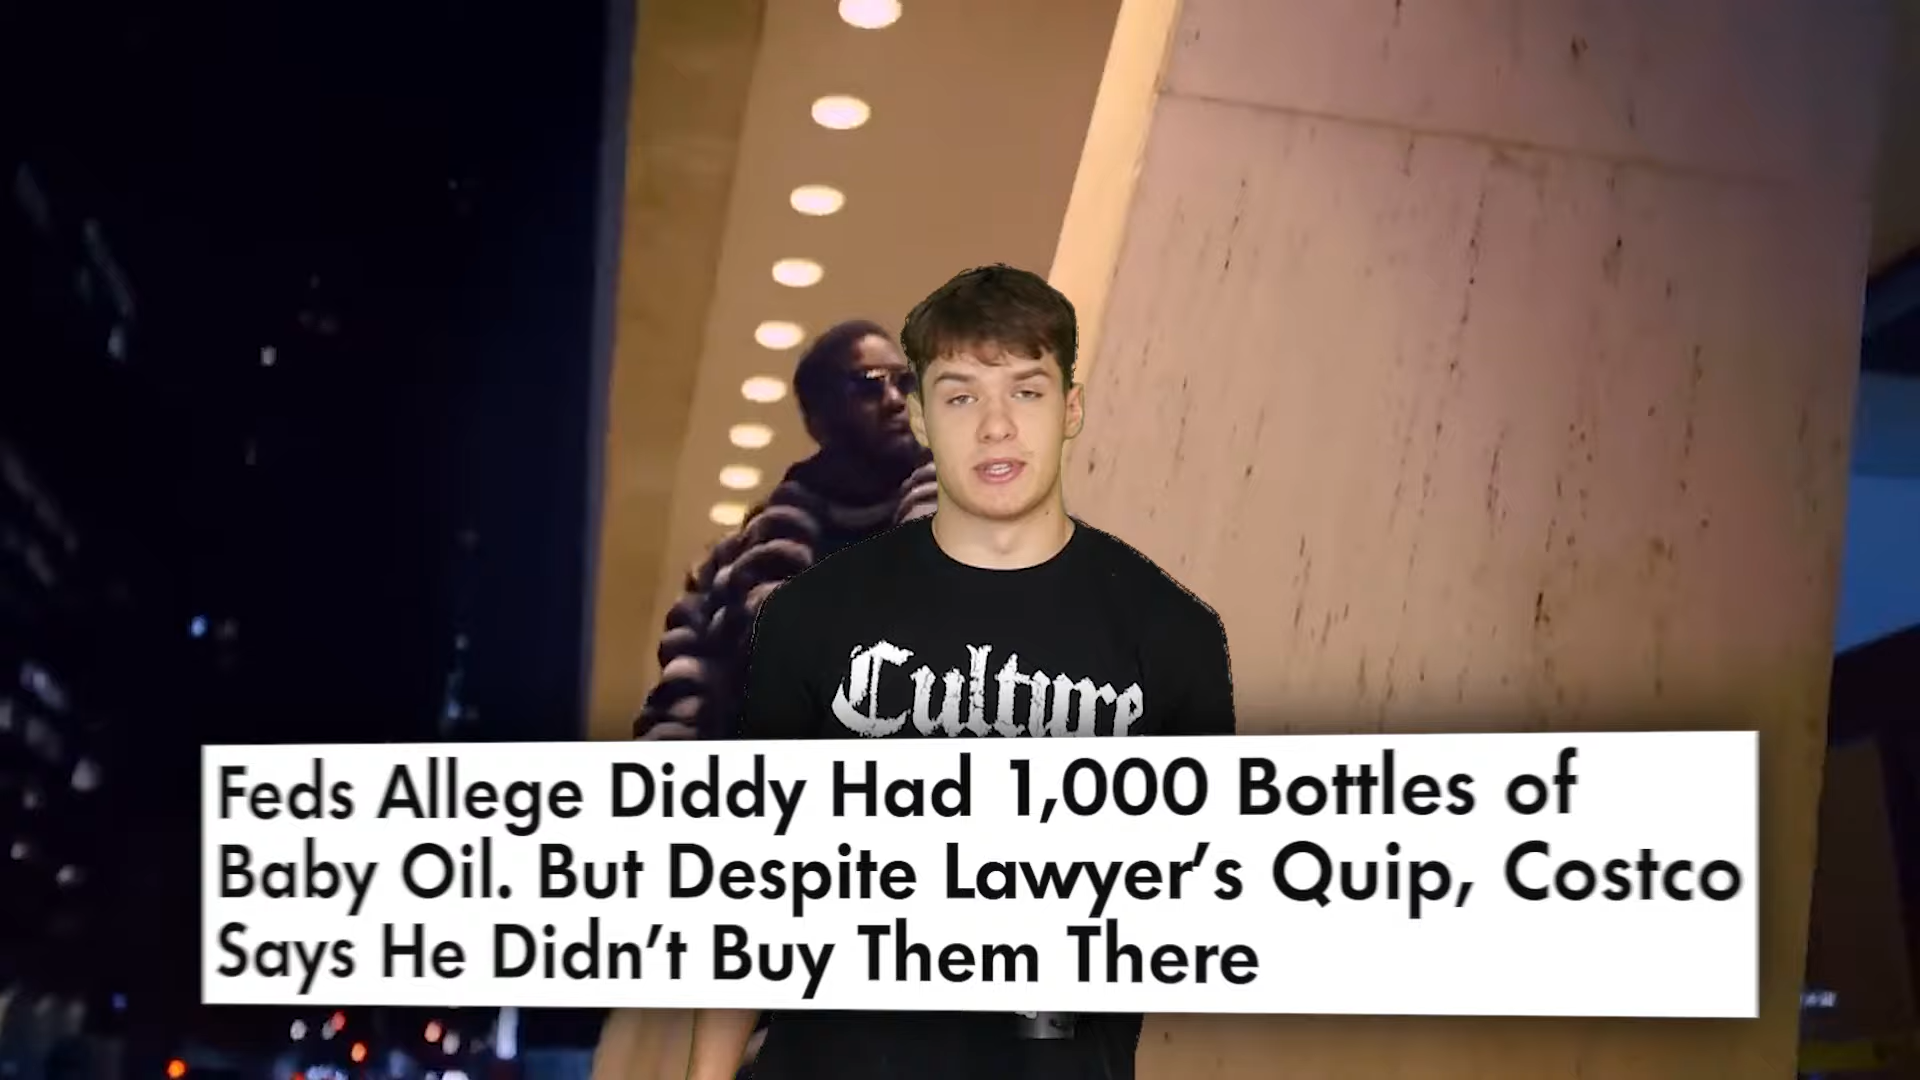 Culture
Feds Allege Diddy Had 1,000 Bottles of
Baby Oil. But Despite Lawyer's Quip, Costco
Says He Didn't Buy Them There